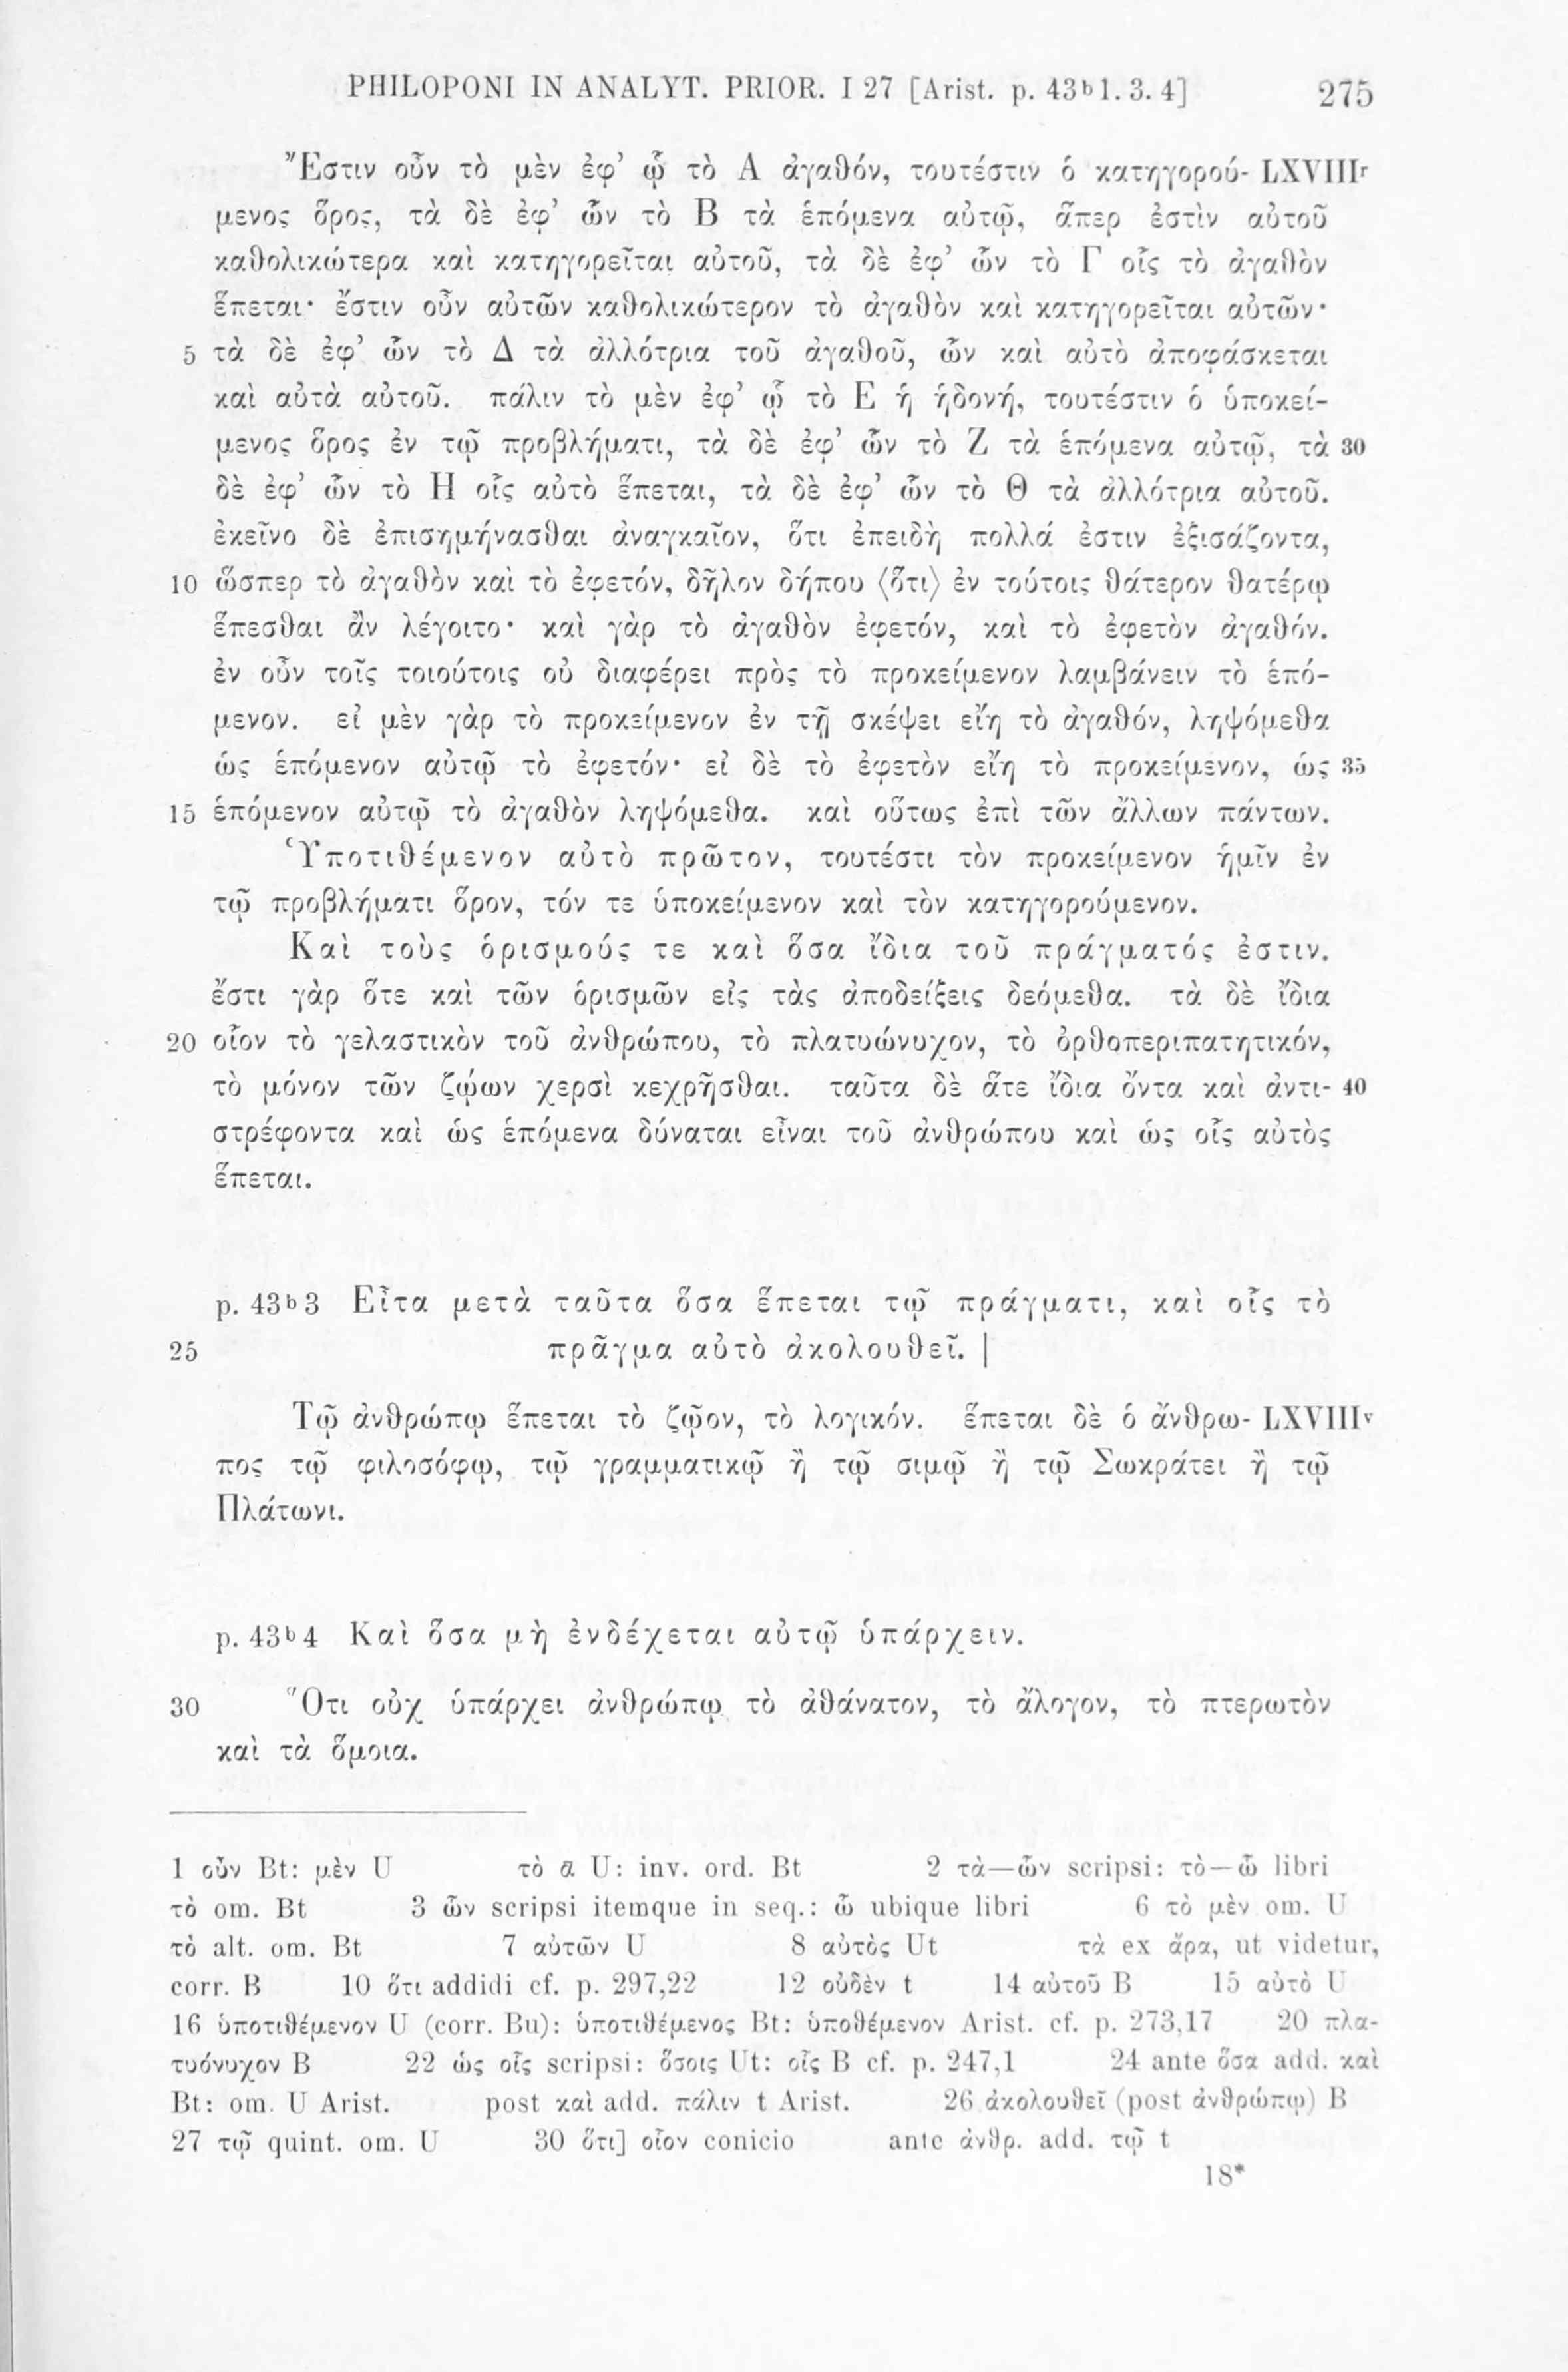 PHILOPONI IN ANALYT. PRIOR. I 27 [Arist. p. 43b1. 3. 4] 275
Ἔστιν οὖν τὸ μὲν ἐφ’ ᾧ τὸ Α ἀγαθόν, τουτέστιν ὁ κατηγορού- LXVIIIr
μενος ὅρος, τὰ δὲ ἐφ’ ὧν τὸ Β τὰ ἑπόμενα αὐτῷ, ἅπερ ἐστὶν αὐτοῦ
καθολικώτερα καὶ κατηγορεῖται αὐτοῦ, τὰ δὲ ἐφ’ ὧν τὸ Γ οἷς τὸ ἀγαθὸν
ἕπεται· ἔστιν οὖν αὐτῶν καθολικώτερον τὸ ἀγαθὸν καὶ κατηγορεῖται αὐτῶν·
5 τὰ δὲ ἐφ’ ὧν τὸ Δ τὰ ἀλλότρια τοῦ ἀγαθοῦ, ὧν καὶ αὐτὸ ἀποφάσκεται
καὶ αὐτὰ αὐτοῦ. πάλιν τὸ μὲν ἐφ’ ᾧ τὸ Ε ἡ ἡδονή, τουτέστιν ὁ ὑποκεί-
μενος ὅρος ἐν τῷ προβλήματι, τὰ δὲ ἐφ’ ὧν τὸ Ζ τὰ ἑπόμενα αὐτῷ, τὰ 30
δὲ ἐφ’ ὧν τὸ Η οἷς αὐτὸ ἕπεται, τὰ δὲ ἐφ’ ὧν τὸ Θ τὰ ἀλλότρια αὐτοῦ.
ἐκεῖνο δὲ ἐπισημήνασθαι ἀναγκαῖον, ὅτι ἐπειδὴ πολλά ἐστιν ἐξισάζοντα,
10 ὥσπερ τὸ ἀγαθὸν καὶ τὸ ἐφετόν, δῆλον δήπου ⟨ὅτι⟩ ἐν τούτοις θάτερον θατέρῳ
ἕπεσθαι ἂν λέγοιτο· καὶ γὰρ τὸ ἀγαθὸν ἐφετόν, καὶ τὸ ἐφετὸν ἀγαθόν.
ἐν οὖν τοῖς τοιούτοις οὐ διαφέρει πρὸς τὸ προκείμενον λαμβάνειν τὸ ἑπό-
μενον. εἰ μὲν γὰρ τὸ προκείμενον ἐν τῇ σκέψει εἴη τὸ ἀγαθόν, ληψόμεθα
ὡς ἑπόμενον αὐτῷ τὸ ἐφετόν· εἰ δὲ τὸ ἐφετὸν εἴη τὸ προκείμενον, ὡς 35
15 ἑπόμενον αὐτῷ τὸ ἀγαθὸν ληψόμεθα. καὶ οὕτως ἐπὶ τῶν ἄλλων πάντων.
Ὑποτιθέμενον αὐτὸ πρῶτον, τουτέστι τὸν προκείμενον ἡμῖν ἐν
τῷ προβλήματι ὅρον, τόν τε ὑποκείμενον καὶ τὸν κατηγορούμενον.
Καὶ τοὺς ὁρισμούς τε καὶ ὅσα ἴδια τοῦ πράγματός ἐστιν.
ἔστι γὰρ ὅτε καὶ τῶν ὁρισμῶν εἰς τὰς ἀποδείξεις δεόμεθα. τὰ δὲ ἴδια
20 οἷον τὸ γελαστικὸν τοῦ ἀνθρώπου, τὸ πλατυώνυχον, τὸ ὀρθοπεριπατητικόν,
τὸ μόνον τῶν ζῴων χερσὶ κεχρῆσθαι. ταῦτα δὲ ἅτε ἴδια ὄντα καὶ ἀντι- 40
στρέφοντα καὶ ὡς ἑπόμενα δύναται εἶναι τοῦ ἀνθρώπου καὶ ὡς οἷς αὐτὸς
ἕπεται.
p. 43b3 Εἶτα μετὰ ταῦτα ὅσα ἕπεται τῷ πράγματι, καὶ οἷς τὸ
25 πρᾶγμα αὐτὸ ἀκολουθεῖ. |
Τῷ ἀνθρώπῳ ἕπεται τὸ ζῷον, τὸ λογικόν. ἕπεται δὲ ὁ ἄνθρω- LXVIIIv
πος τῷ φιλοσόφῳ, τῷ γραμματικῷ ἢ τῷ σιμῷ ἢ τῷ Σωκράτει ἢ τῷ
Πλάτωνι.
p. 43b4 Καὶ ὅσα μὴ ἐνδέχεται αὐτῷ ὑπάρχειν.
30 Ὅτι οὐχ ὑπάρχει ἀνθρώπῳ τὸ ἀθάνατον, τὸ ἄλογον, τὸ πτερωτὸν
καὶ τὰ ὅμοια.
1 οὖν Bt: μὲν U τὸ ᾱ U: inv. ord. Bt 2 τὰ—ὧν scripsi: τὸ—ᾧ libri
τὸ om. Bt 3 ὧν scripsi itemque in seq.: ᾧ ubique libri 6 τὸ μὲν om. U
τὸ alt. om. Bt 7 αὐτῶν U 8 αὐτὸς Ut τὰ ex ἄρα, ut videtur,
corr. B 10 ὅτι addidi cf. p. 297,22 12 οὐδὲν t 14 αὐτοῦ B 15 αὐτὸ U
16 ὑποτιθέμενον U (corr. Bu): ὑποτιθέμενος Bt: ὑποθέμενον Arist. cf. p. 273,17 20 πλα-
τυόνυχον B 22 ὡς οἷς scripsi: ὅσοις Ut: οἷς B cf. p. 247,1 24 ante ὅσα add. καὶ
Bt: om. U Arist. post καὶ add. πάλιν t Arist. 26 ἀκολουθεῖ (post ἀνθρώπῳ) B
27 τῷ quint. om. U 30 ὅτι] οἷον conicio ante ἀνθρ. add. τῷ t
18*